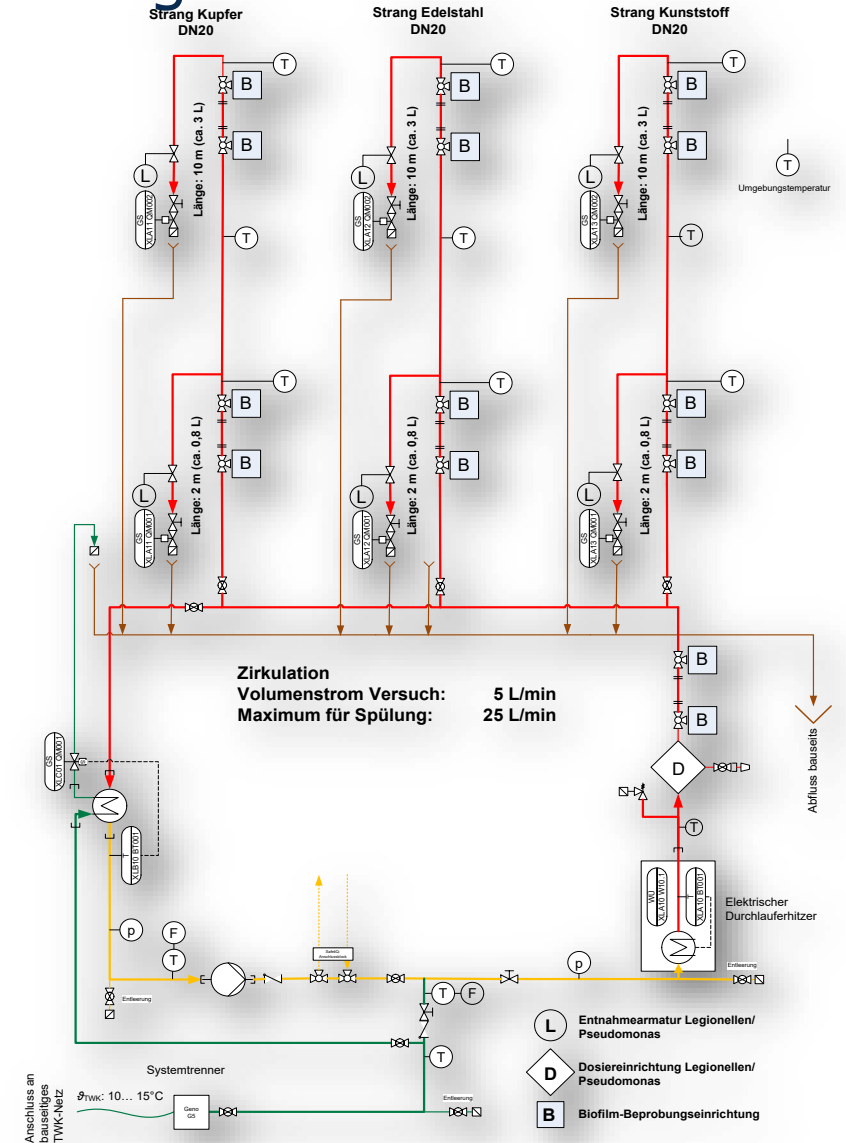 Strang Kupfer
DN20
Strang Edelstahl
DN20
Strang Kunststoff
DN20
T
T
T
B
B
B
B
B
B
Länge: 10 m (ca. 3 L)
Länge: 10 m (ca. 3 L)
Länge: 10 m (ca. 3 L)
L
L
L
T
Umgebungstemperatur
GS
XLA11 QM002
GS
XLA12 QM002
GS
XLA13 QM002
T
T
T
T
T
T
B
B
B
B
B
B
Länge: 2 m (ca. 0,8 L)
Länge: 2 m (ca. 0,8 L)
Länge: 2 m (ca. 0,8 L)
L
L
L
GS
XLA11 QM001
GS
XLA12 QM001
GS
XLA13 QM001
Zirkulation
Volumenstrom Versuch: 5 L/min
Maximum für Spülung: 25 L/min
B
B
Abfluss bauseits
GS
XLC01 QM001
D
T
XLB10 BT001
WÜ
XLA10 W10.1
XLA10 BT001
Elektrischer
Durchlauferhitzer
p
F
T
p
Entleerung
Entleerung
T
F
T
L
Entnahmearmatur Legionellen/
Pseudomonas
D
Dosiereinrichtung Legionellen/
Pseudomonas
B
Biofilm-Beprobungseinrichtung
Systemtrenner
Anschluss an
bauseitiges
TWK-Netz
ϑTWK: 10... 15°C
Geno
G5
Entleerung